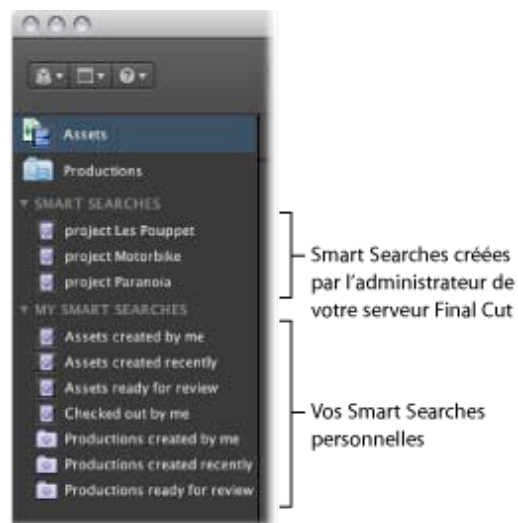 Assets
Productions
SMART SEARCHES
project Les Pouppet
project Motorbike
project Paranoia
MY SMART SEARCHES
Assets created by me
Assets created recently
Assets ready for review
Checked out by me
Productions created by me
Productions created recently
Productions ready for review
Smart Searches créées
par l’administrateur de
votre serveur Final Cut
Vos Smart Searches
personnelles